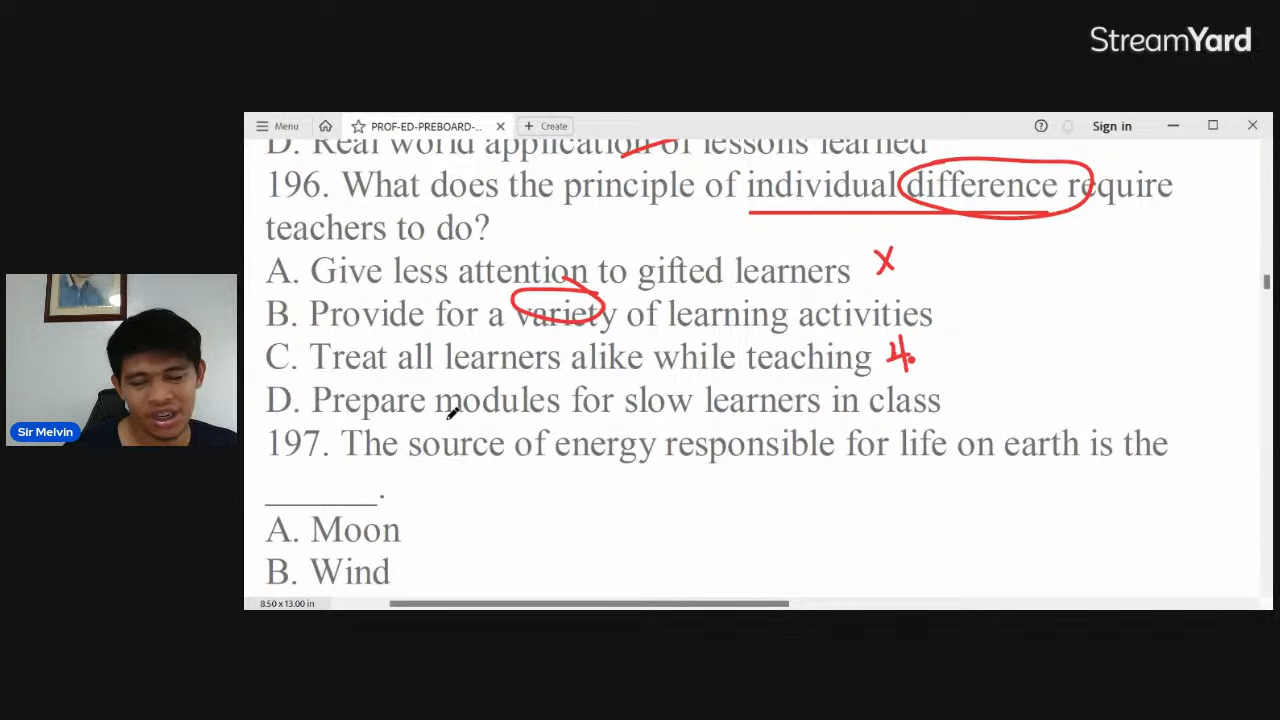 StreamYard
Menu
PROF-ED-PREBOARD-...
Create
Sign in
D. Real world application of lessons learned
196. What does the principle of individual difference require
teachers to do?
A. Give less attention to gifted learners x
B. Provide for a variety of learning activities
C. Treat all learners alike while teaching 4.
D. Prepare modules for slow learners in class
197. The source of energy responsible for life on earth is the
______.
A. Moon
B. Wind
8.50 x 13.00 in
Sir Melvin